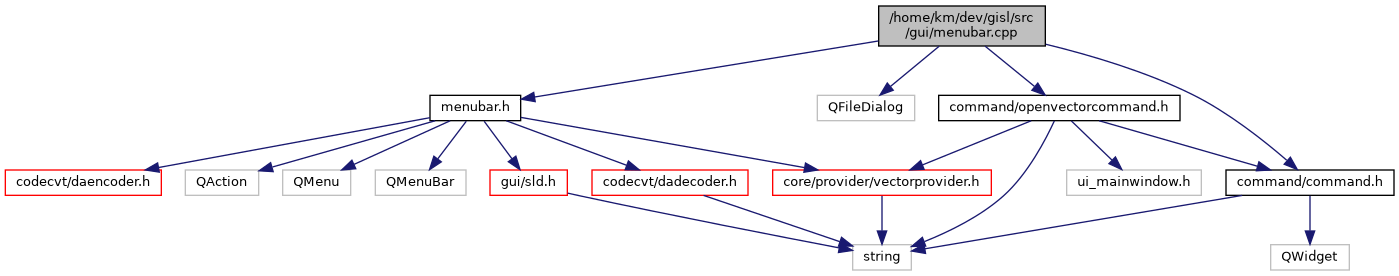 /home/km/dev/gisl/src
/gui/menubar.cpp
menubar.h
QFileDialog
command/openvectorcommand.h
codecvt/daencoder.h
QAction
QMenu
QMenuBar
gui/sld.h
codecvt/dadecoder.h
core/provider/vectorprovider.h
ui_mainwindow.h
command/command.h
string
QWidget